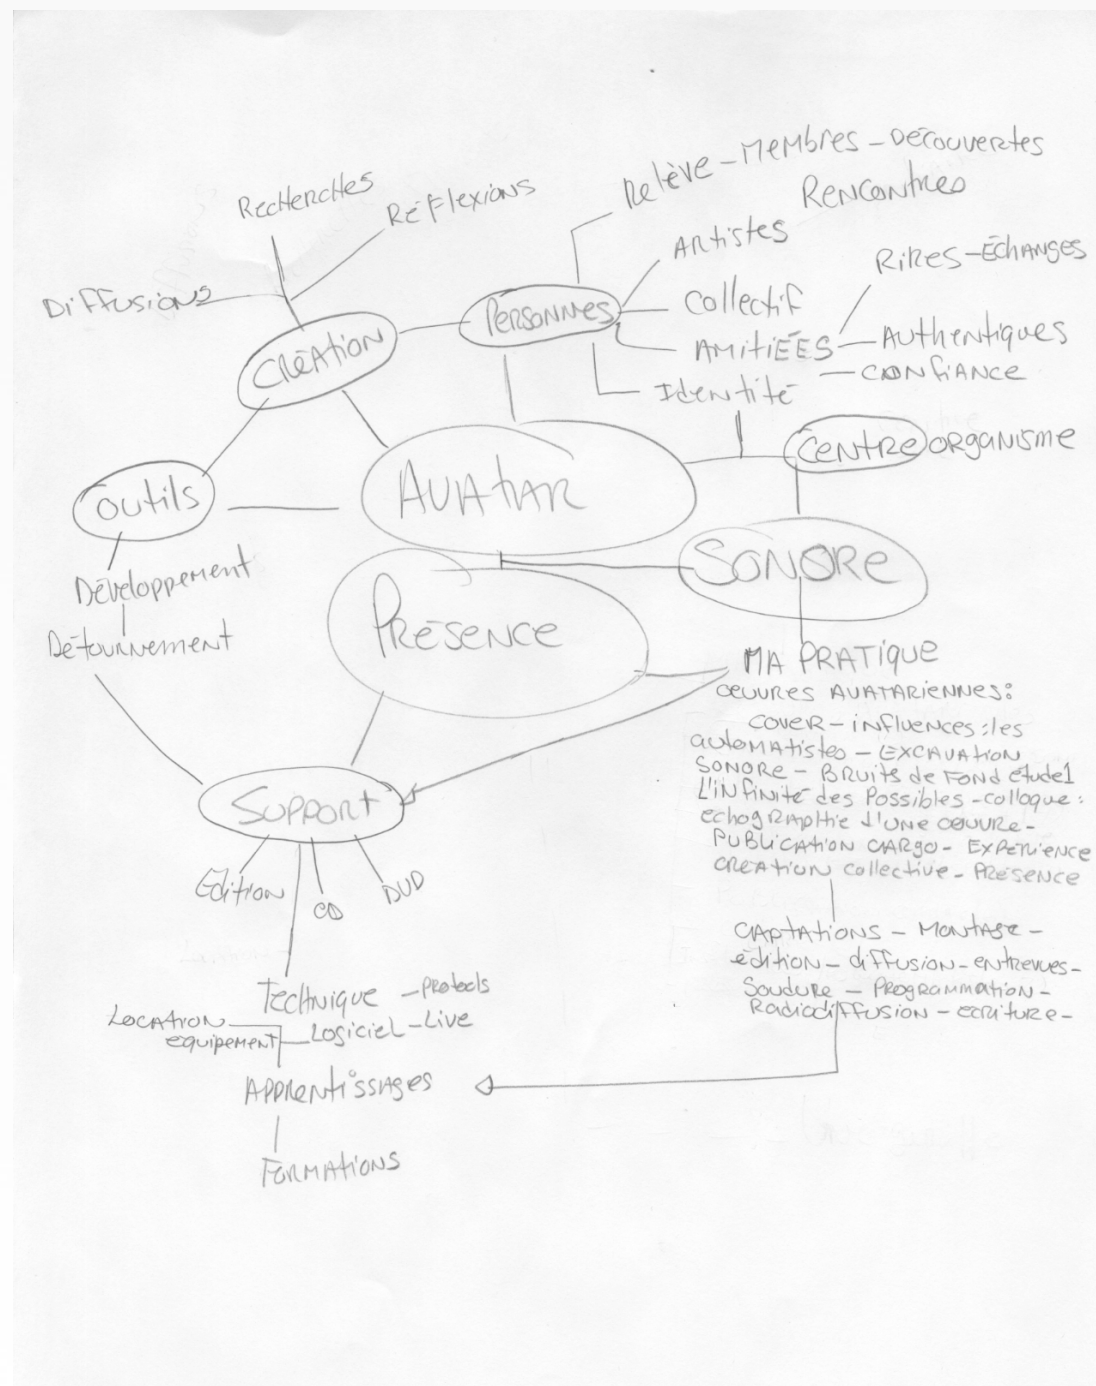 Relève - Membres - Découvertes
Rencontres
Recherches
Réflexions
Artistes
Rires - Échanges
Diffusions
Personnes
Collectif
Création
Amitiées
Authentiques
Confiance
Identité
Centre organisme
Outils
Avatar
Sonore
Développement
Présence
Détournement
Ma pratique
œuvres avatariennes :
Cover - influences : les
automatistes - Excavation
sonore - Bruits de fond étude1
L'infinité des possibles - colloque :
échographie d'une œuvre -
Publication Cargo - Expérience
création collective - Présence
Support
Édition
CD
DVD
Captations - Montage -
édition - diffusion - entrevues -
Soudure - Programmation -
Radiodiffusion - écriture -
Technique - protools
Location
équipement
Logiciel - Live
Apprentissages
Formations